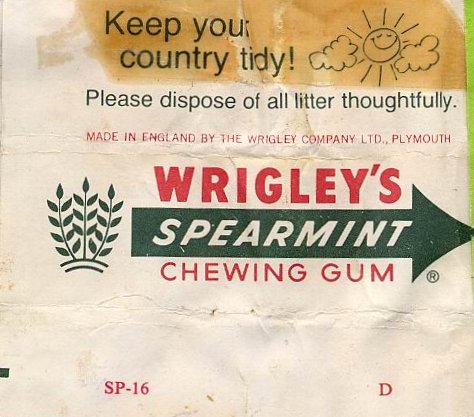 Keep your
country tidy!
Please dispose of all litter thoughtfully.
MADE IN ENGLAND BY THE WRIGLEY COMPANY LTD., PLYMOUTH
WRIGLEY'S
SPEARMINT
CHEWING GUM ®
SP-16 D